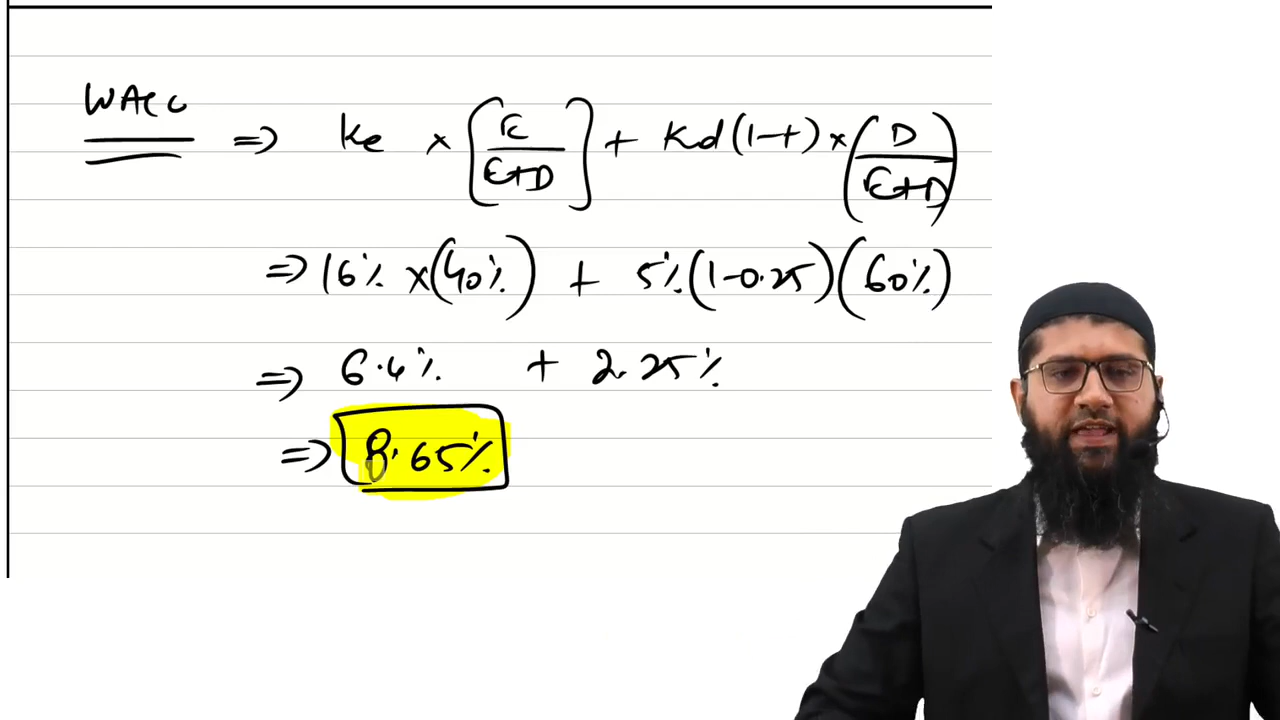 WACC => Ke × [E / E+D] + Kd(1-t) × (D / E+D)
=> 16% × (40%) + 5% (1-0.25) (60%)
=> 6.4% + 2.25%
=> 8.65%